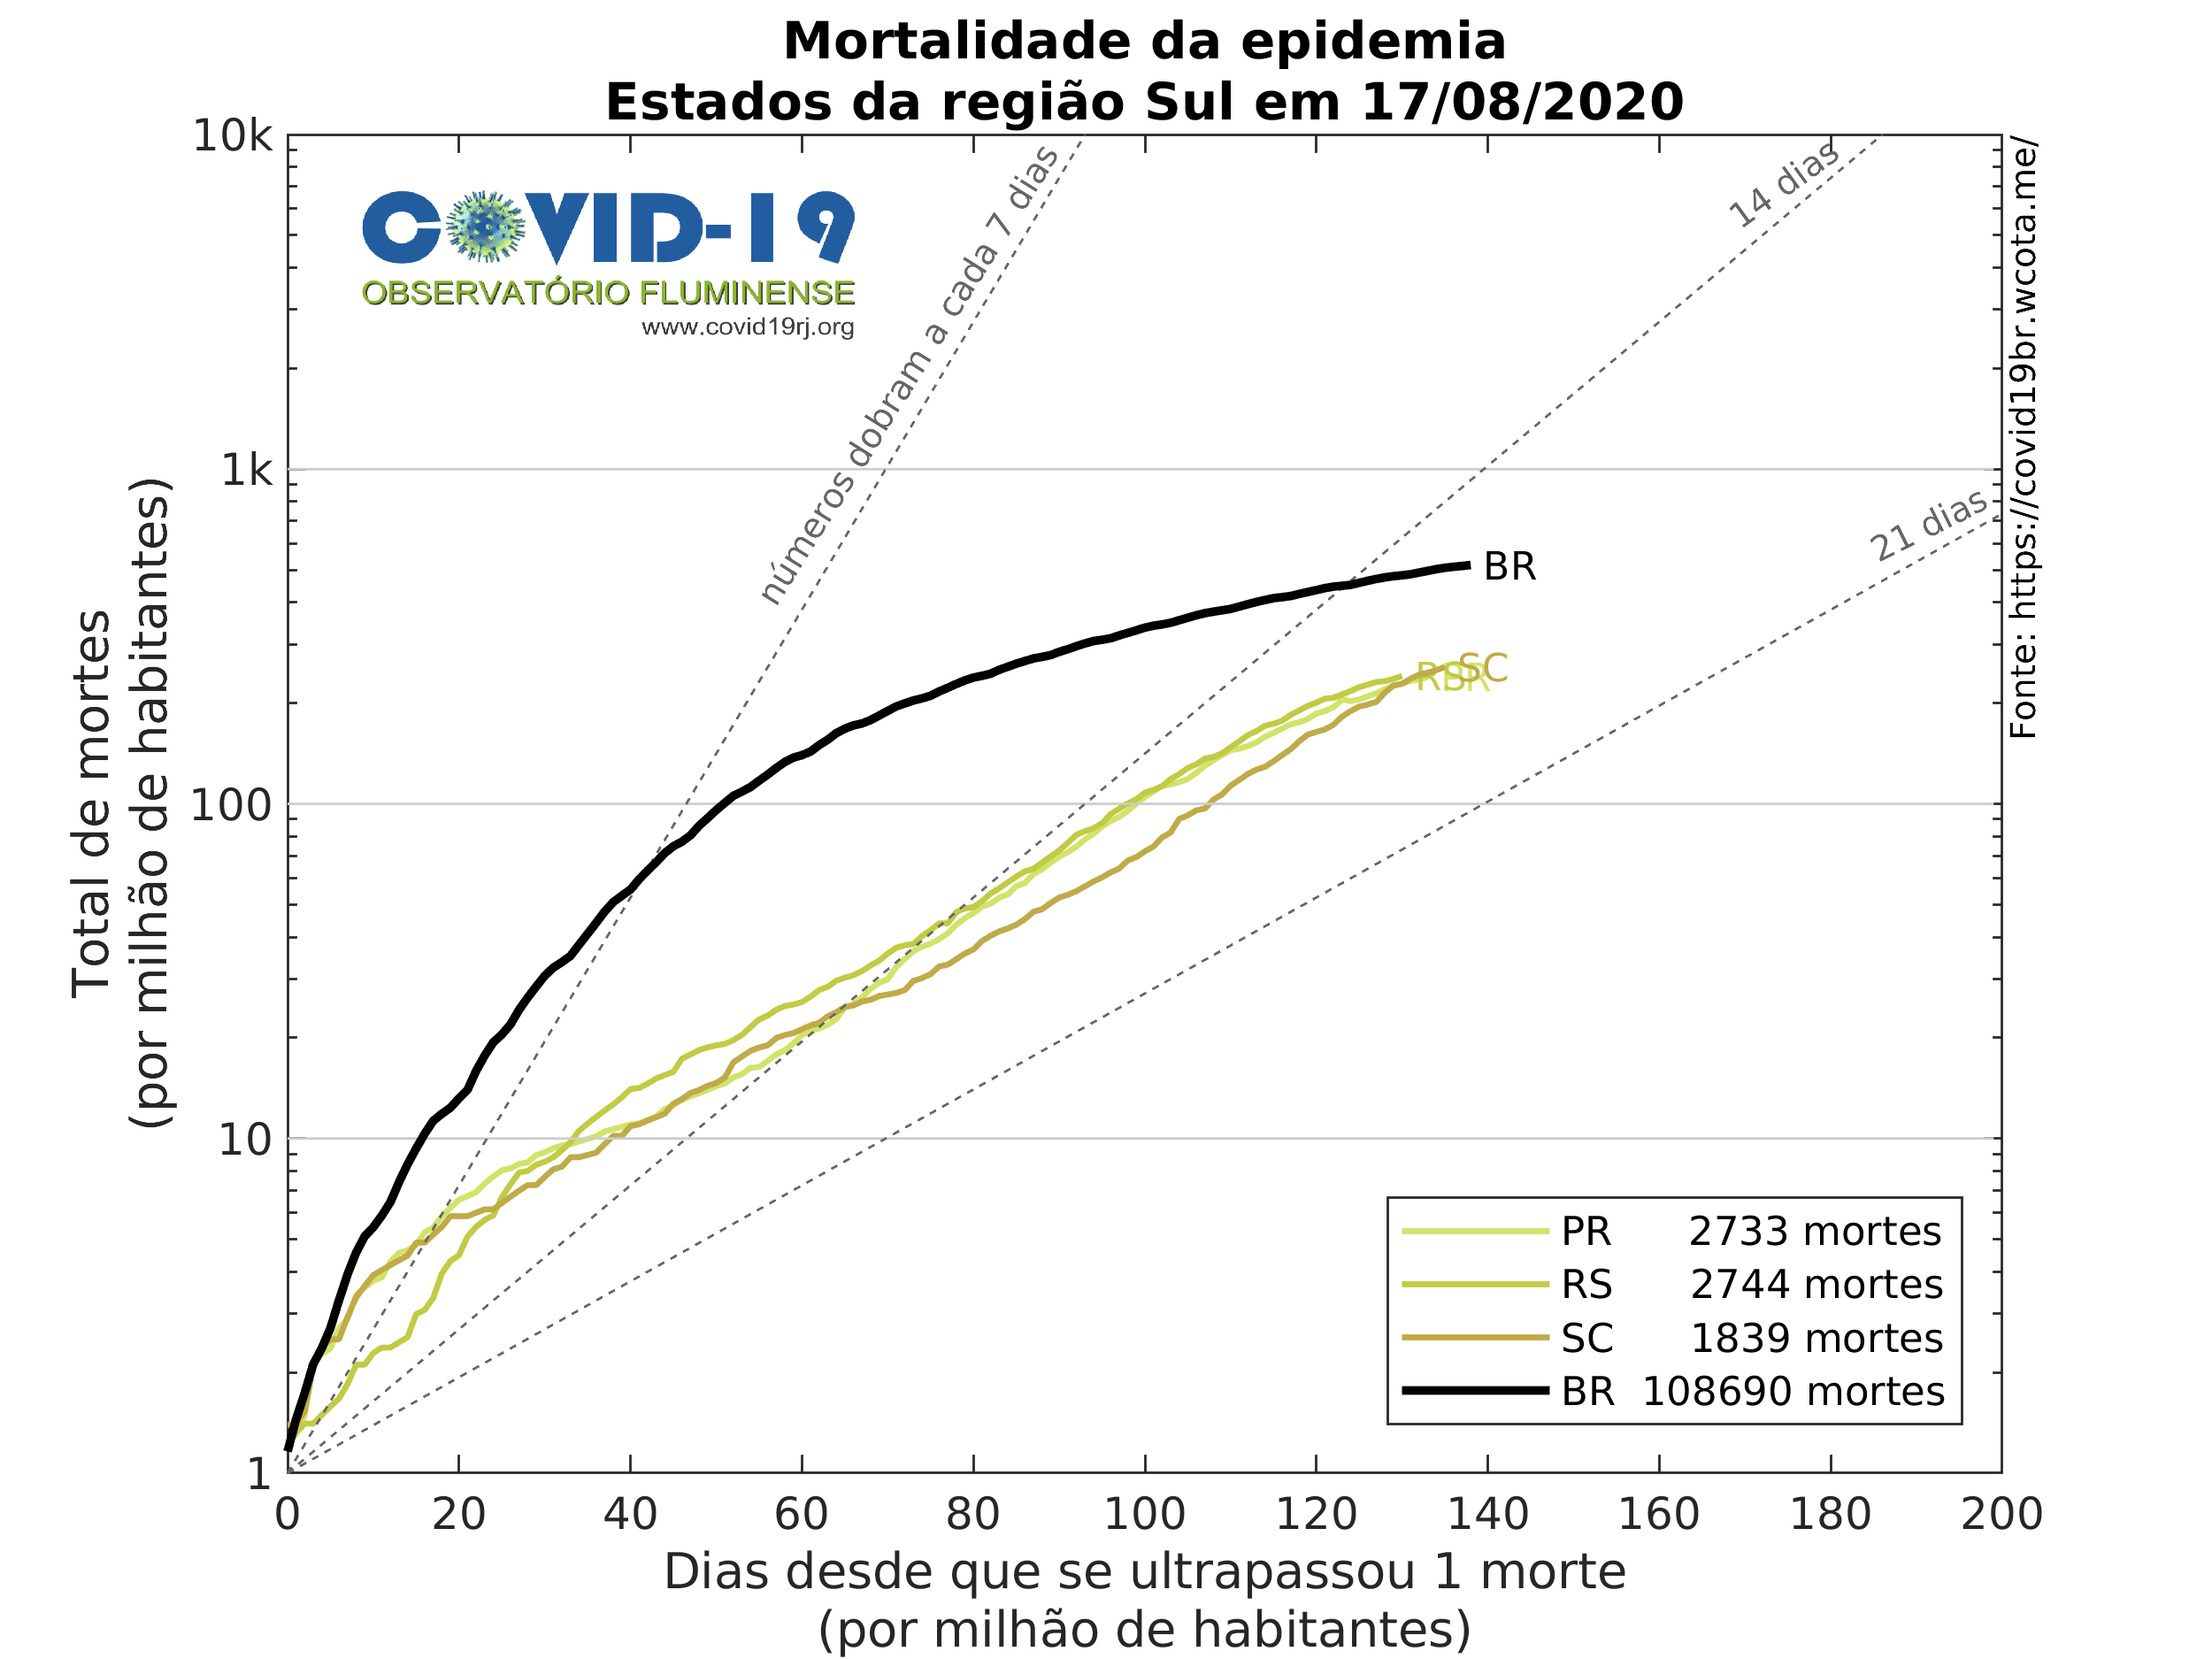 Mortalidade da epidemia
Estados da região Sul em 17/08/2020
10k
1k
100
10
1
Total de mortes
(por milhão de habitantes)
COVID-19
OBSERVATÓRIO FLUMINENSE
www.covid19rj.org
números dobram a cada 7 dias
14 dias
21 dias
Fonte: https://covid19br.wcota.me/
BR
RS
PR
SC
PR 2733 mortes
RS 2744 mortes
SC 1839 mortes
BR 108690 mortes
0 20 40 60 80 100 120 140 160 180 200
Dias desde que se ultrapassou 1 morte
(por milhão de habitantes)